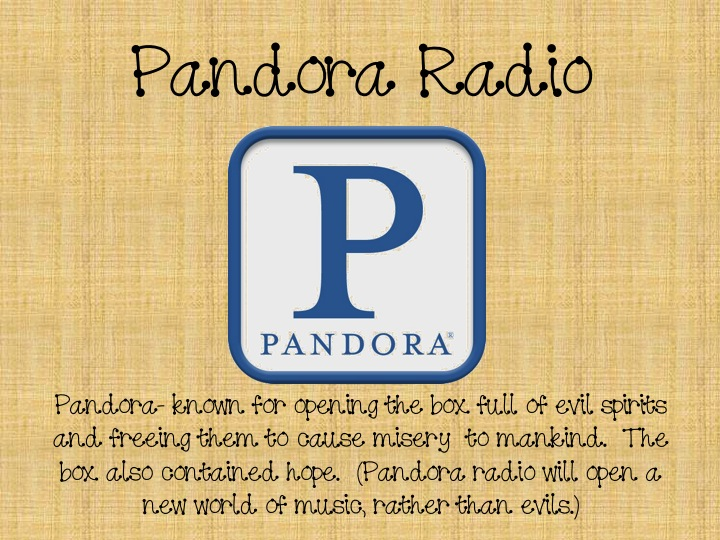 Pandora Radio
P
PANDORA®
Pandora- known for opening the box full of evil spirits
and freeing them to cause misery to mankind. The
box also contained hope. (Pandora radio will open a
new world of music, rather than evils.)